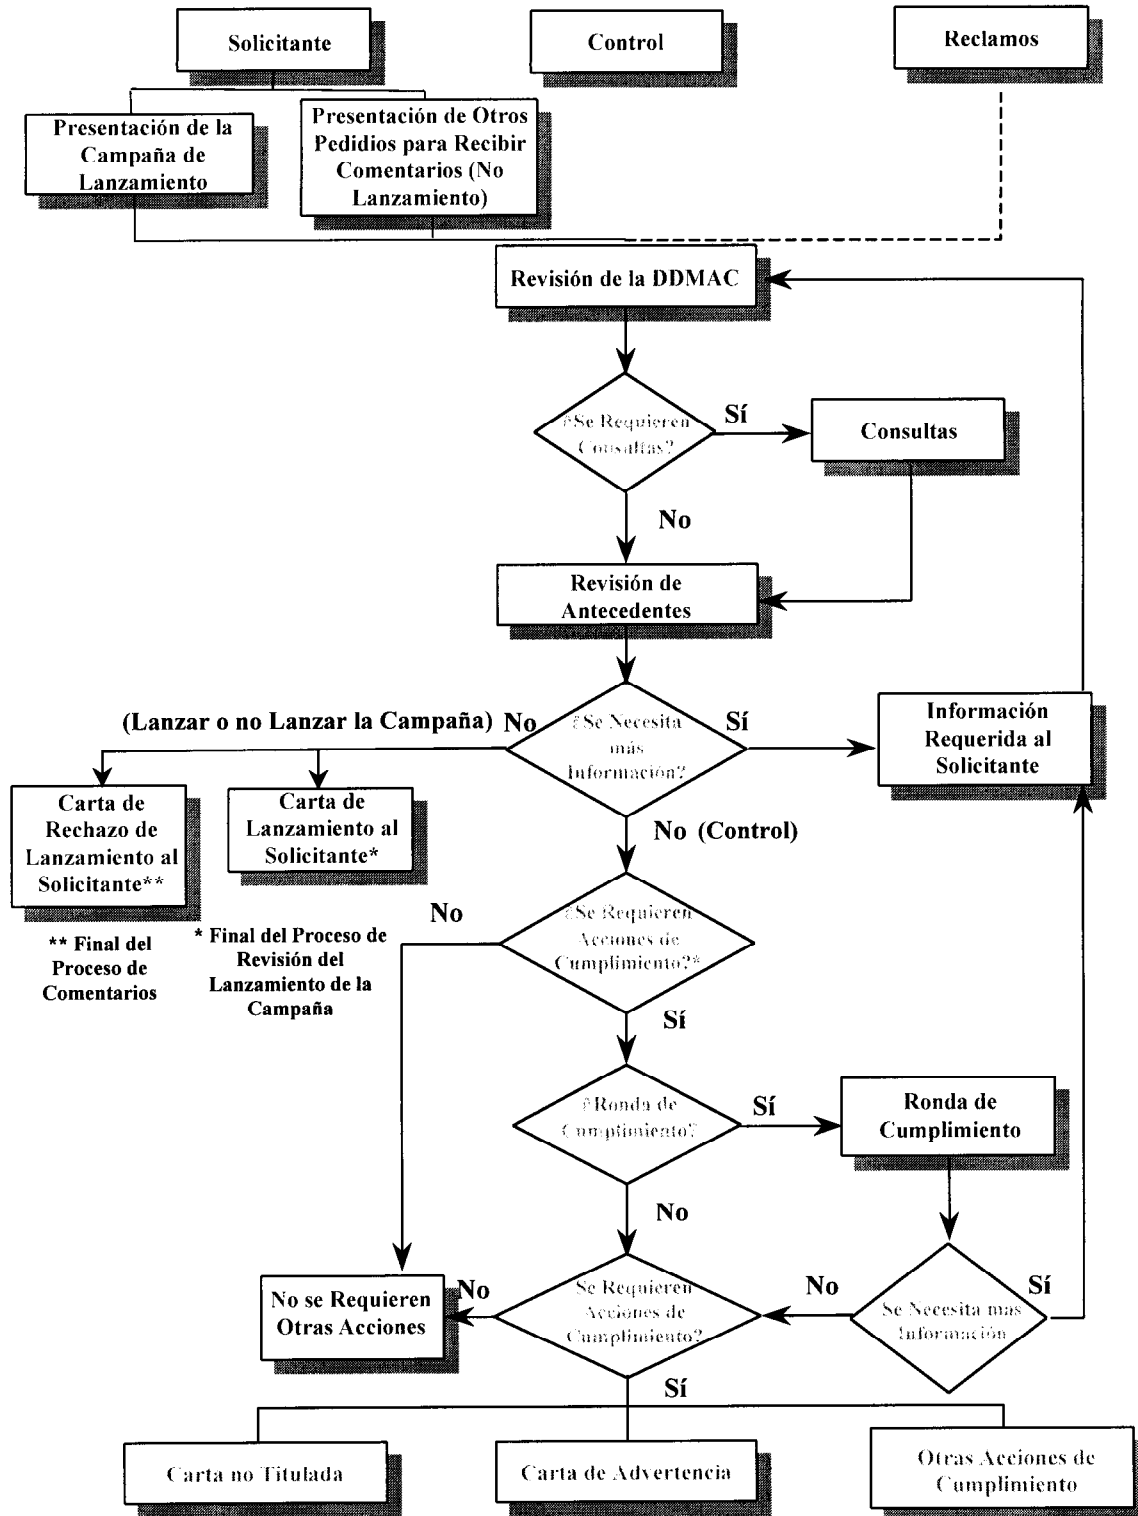 Solicitante
Control
Reclamos
Presentación de la
Campaña de
Lanzamiento
Presentación de Otros
Pedidios para Recibir
Comentarios (No
Lanzamiento)
Revisión de la DDMAC
¿Se Requieren
Consultas?
Sí
Consultas
No
Revisión de
Antecedentes
(Lanzar o no Lanzar la Campaña) No
¿Se Necesita
más
Información?
Sí
Información
Requerida al
Solicitante
Carta de
Rechazo de
Lanzamiento al
Solicitante**
Carta de
Lanzamiento al
Solicitante*
No (Control)
** Final del
Proceso de
Comentarios
* Final del Proceso de
Revisión del
Lanzamiento de la
Campaña
No
¿Se Requieren
Acciones de
Cumplimiento?*
Sí
¿Ronda de
Cumplimiento?
Sí
Ronda de
Cumplimiento
No
No se Requieren
Otras Acciones
No
Se Requieren
Acciones de
Cumplimiento?
No
Se Necesita mas
Información
Sí
Sí
Carta no Titulada
Carta de Advertencia
Otras Acciones de
Cumplimiento